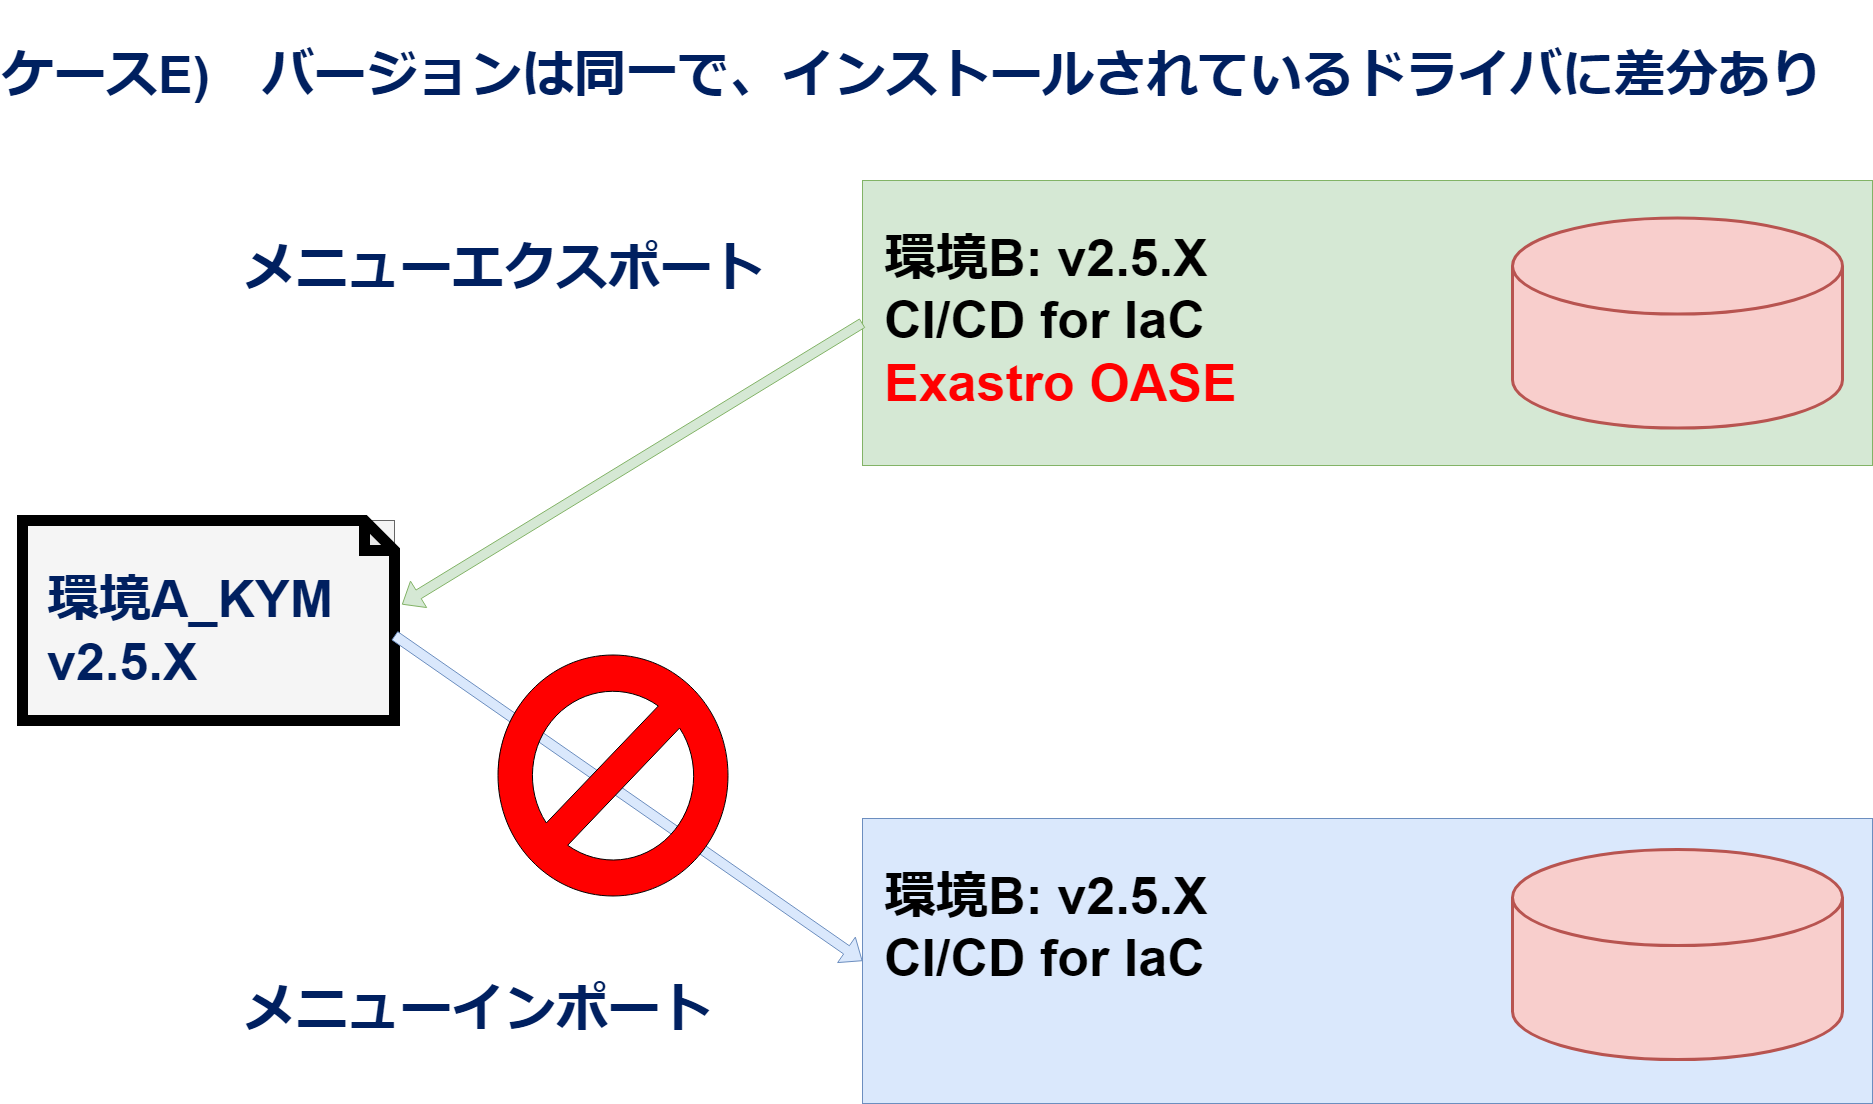 ケースE)　バージョンは同一で、インストールされているドライバに差分あり
メニューエクスポート
環境B: v2.5.X
CI/CD for IaC
Exastro OASE
環境A_KYM
v2.5.X
環境B: v2.5.X
CI/CD for IaC
メニューインポート